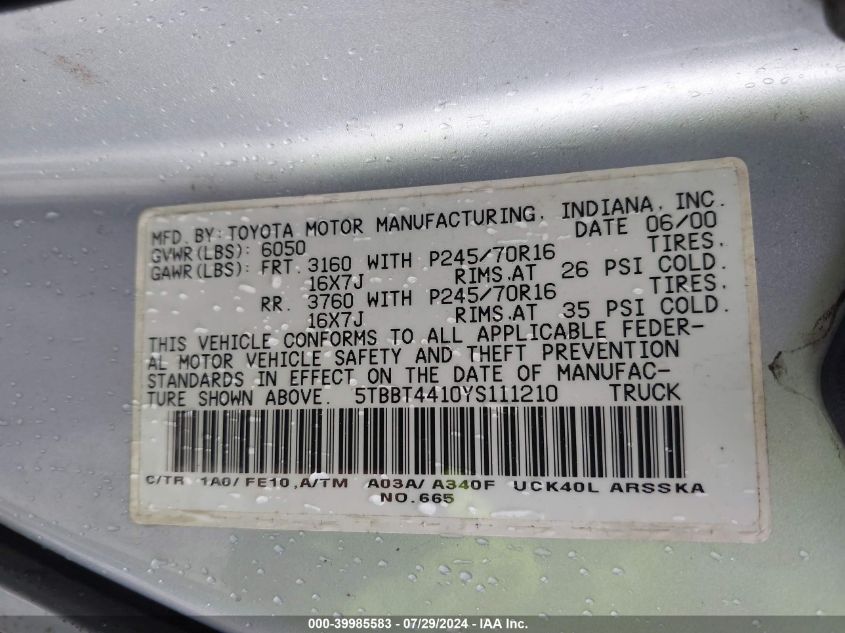 MFD. BY: TOYOTA MOTOR MANUFACTURING, INDIANA, INC.
GVWR(LBS): 6050 DATE 06/00
GAWR(LBS): FRT. 3160 WITH P245/70R16 TIRES.
16X7J RIMS.AT 26 PSI COLD.
RR. 3760 WITH P245/70R16 TIRES.
16X7J RIMS.AT 35 PSI COLD.
THIS VEHICLE CONFORMS TO ALL APPLICABLE FEDER-
AL MOTOR VEHICLE SAFETY AND THEFT PREVENTION
STANDARDS IN EFFECT ON THE DATE OF MANUFAC-
TURE SHOWN ABOVE. 5TBBT4410YS111210 TRUCK
C/TR 1A0/ FE10 ,A/TM A03A/ A340F UCK40L ARSSKA
NO.665
000-39985583 - 07/29/2024 - IAA Inc.